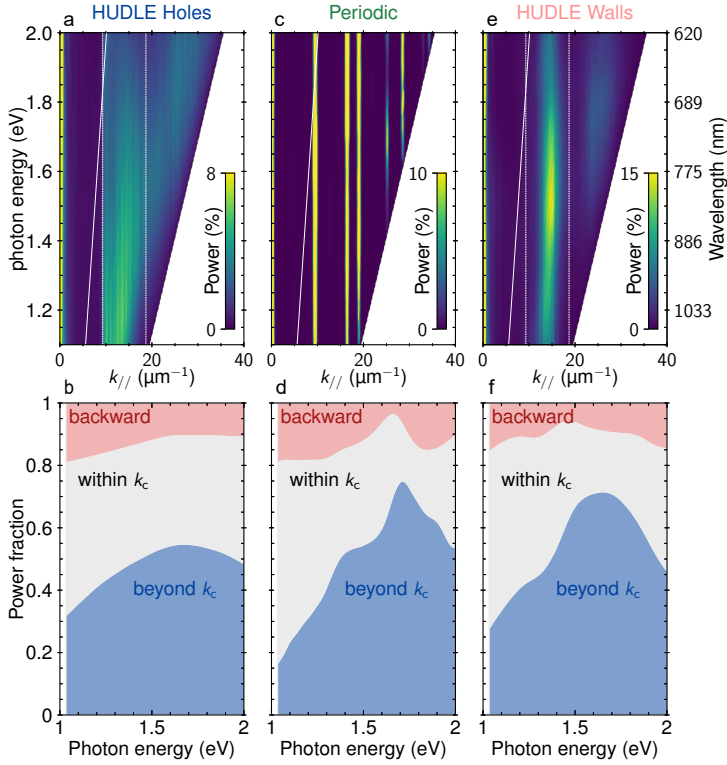 HUDLE Holes
Periodic
HUDLE Walls
a
c
e
2.0
1.8
1.6
1.4
1.2
photon energy (eV)
8
Power (%)
0
10
Power (%)
0
15
Power (%)
0
620
689
775
886
1033
Wavelength (nm)
0 20 40
0 20 40
0 20 40
k// (µm⁻¹)
k// (µm⁻¹)
k// (µm⁻¹)
b
d
f
1
0.8
0.6
0.4
0.2
0
Power fraction
backward
within kc
beyond kc
backward
within kc
beyond kc
backward
within kc
beyond kc
1 1.5 2
1 1.5 2
1 1.5 2
Photon energy (eV)
Photon energy (eV)
Photon energy (eV)